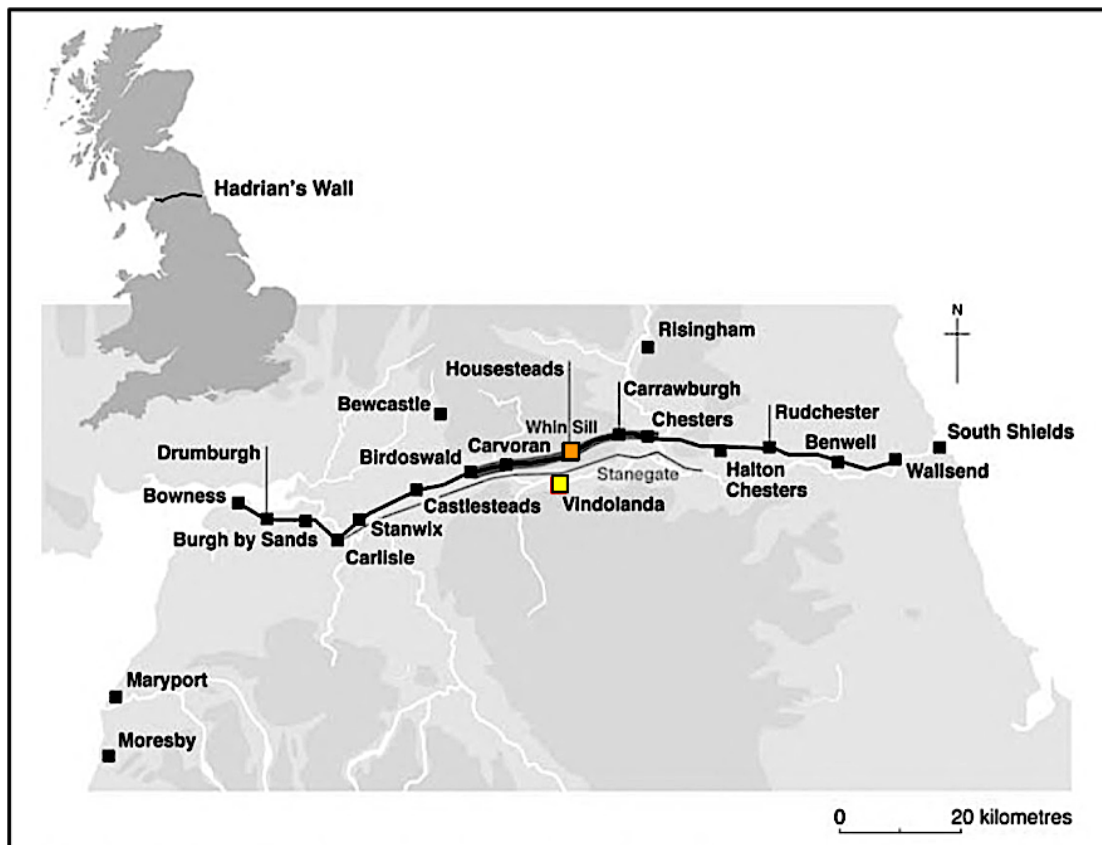 Hadrian's Wall
N
Risingham
Housesteads
Carrawburgh
Bewcastle
Whin Sill
Chesters
Rudchester
Drumburgh
Carvoran
South Shields
Birdoswald
Benwell
Bowness
Stanegate
Halton
Chesters
Wallsend
Castlesteads
Vindolanda
Stanwix
Burgh by Sands
Carlisle
Maryport
Moresby
0 20 kilometres